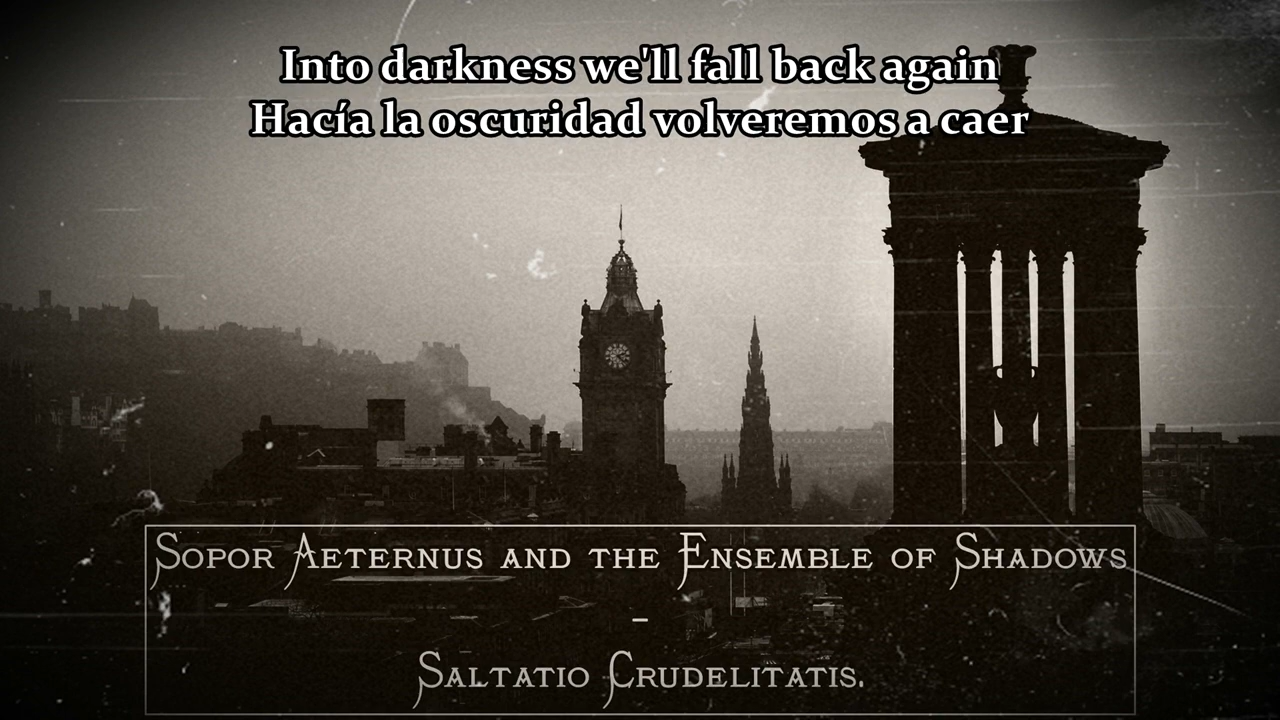 Into darkness we'll fall back again
Hacía la oscuridad volveremos a caer
Sopor Aeternus and the Ensemble of Shadows
-
Saltatio Crudelitatis.